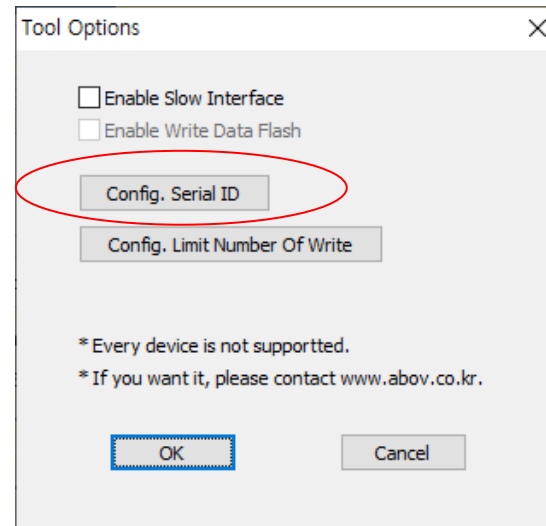 Tool Options
Enable Slow Interface
Enable Write Data Flash
Config. Serial ID
Config. Limit Number Of Write
* Every device is not supportted.
* If you want it, please contact www.abov.co.kr.
OK
Cancel